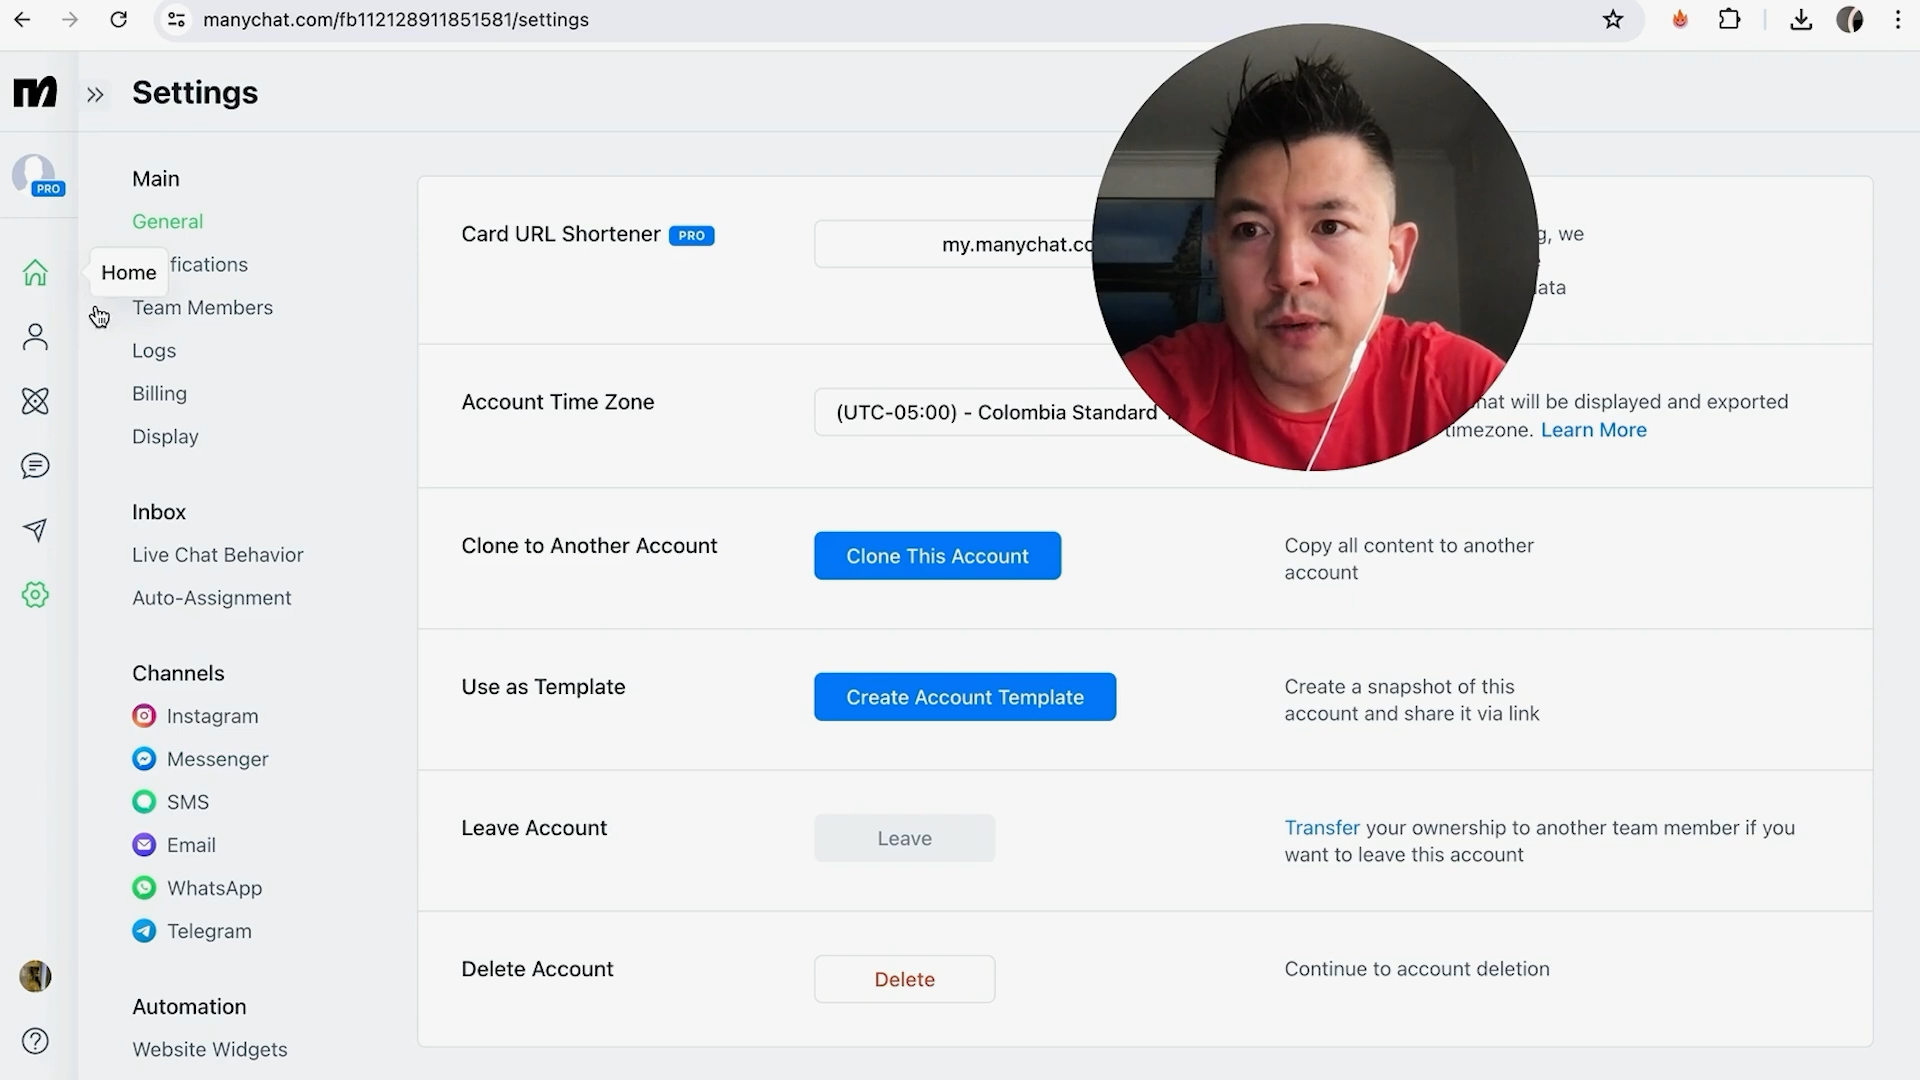 manychat.com/fb112128911851581/settings
Settings
PRO
Main
General
Home
fications
Team Members
Logs
Billing
Display
Inbox
Live Chat Behavior
Auto-Assignment
Channels
Instagram
Messenger
SMS
Email
WhatsApp
Telegram
Automation
Website Widgets
Card URL Shortener PRO
my.manychat.co
g, we
ata
Account Time Zone
(UTC-05:00) - Colombia Standard
hat will be displayed and exported
timezone. Learn More
Clone to Another Account
Clone This Account
Copy all content to another
account
Use as Template
Create Account Template
Create a snapshot of this
account and share it via link
Leave Account
Leave
Transfer your ownership to another team member if you
want to leave this account
Delete Account
Delete
Continue to account deletion